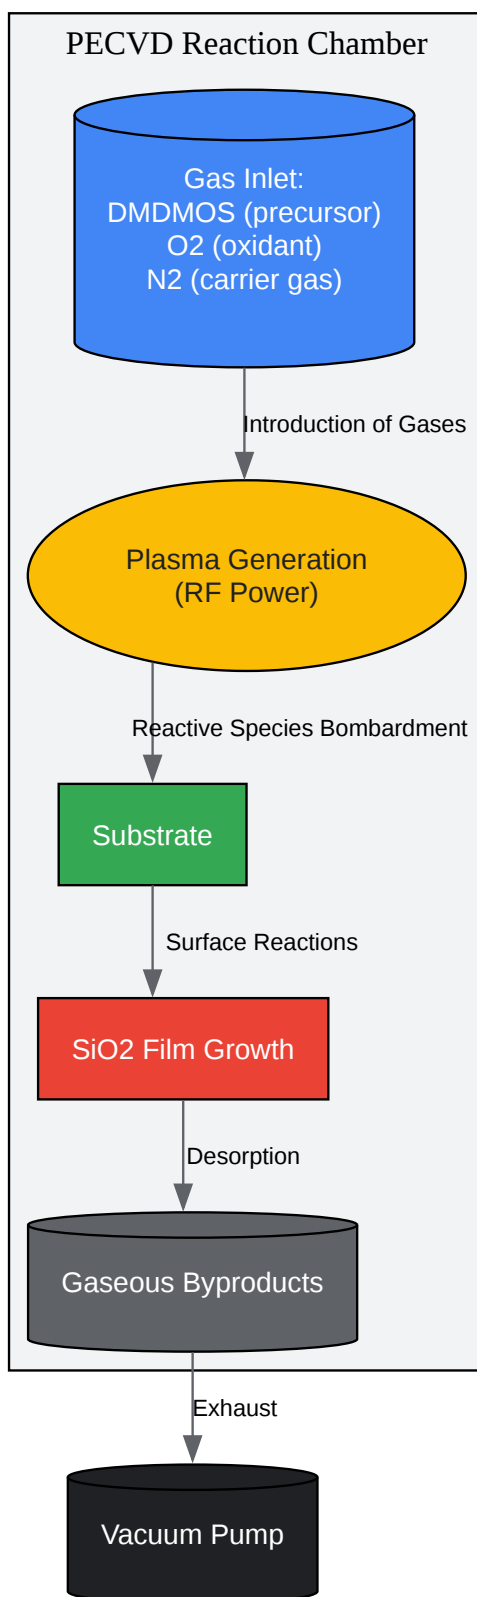 PECVD Reaction Chamber
Gas Inlet:
DMDMOS (precursor)
O2 (oxidant)
N2 (carrier gas)
Introduction of Gases
Plasma Generation
(RF Power)
Reactive Species Bombardment
Substrate
Surface Reactions
SiO2 Film Growth
Desorption
Gaseous Byproducts
Exhaust
Vacuum Pump